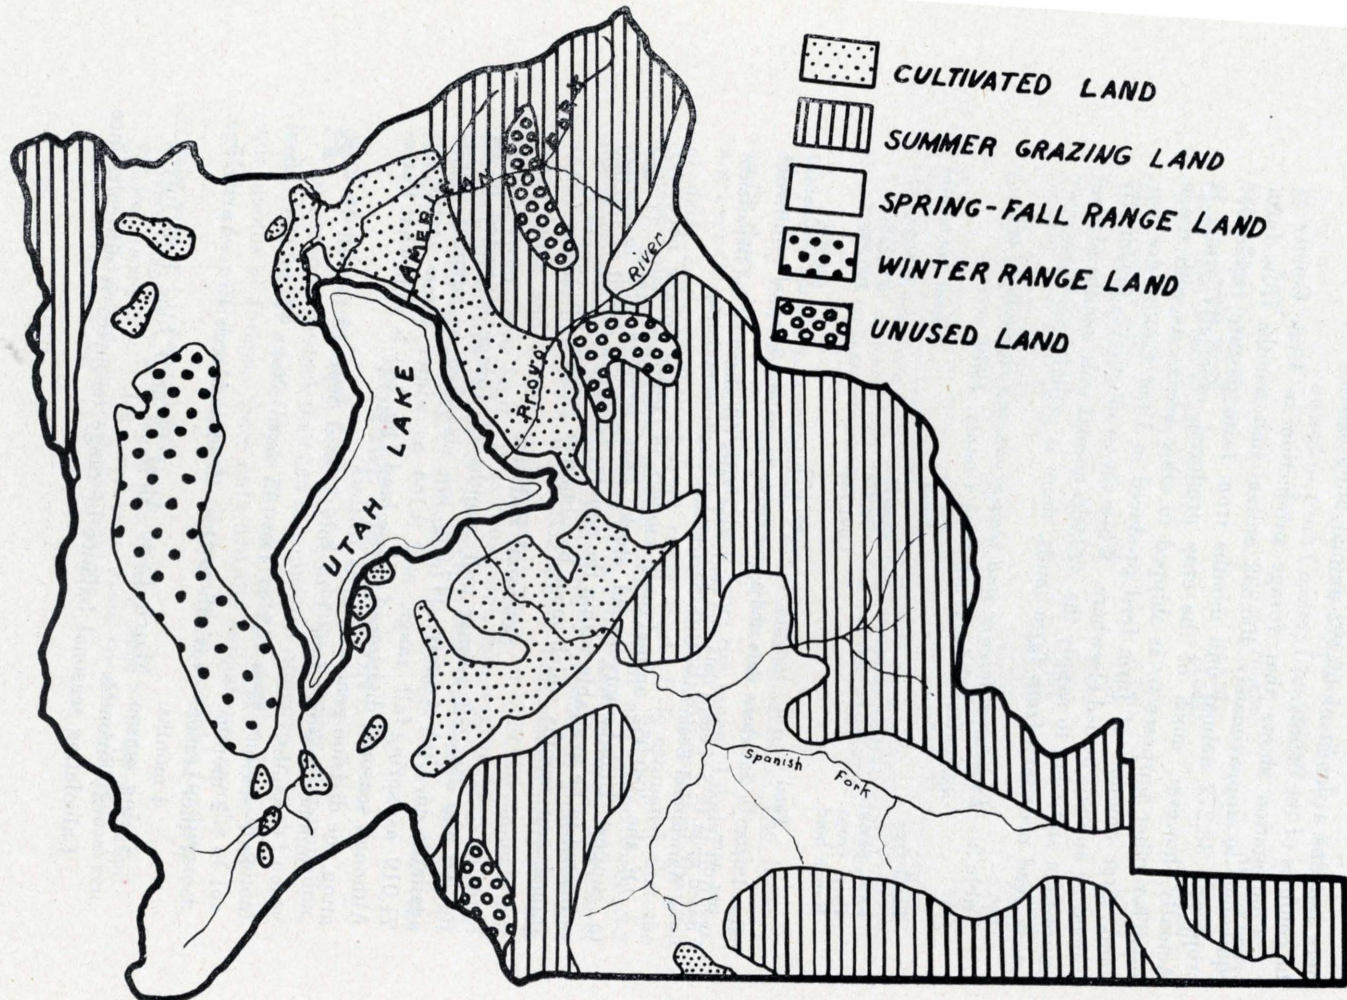 CULTIVATED LAND
SUMMER GRAZING LAND
SPRING-FALL RANGE LAND
WINTER RANGE LAND
UNUSED LAND
AMERICAN FORK
River
Provo
UTAH LAKE
Spanish Fork